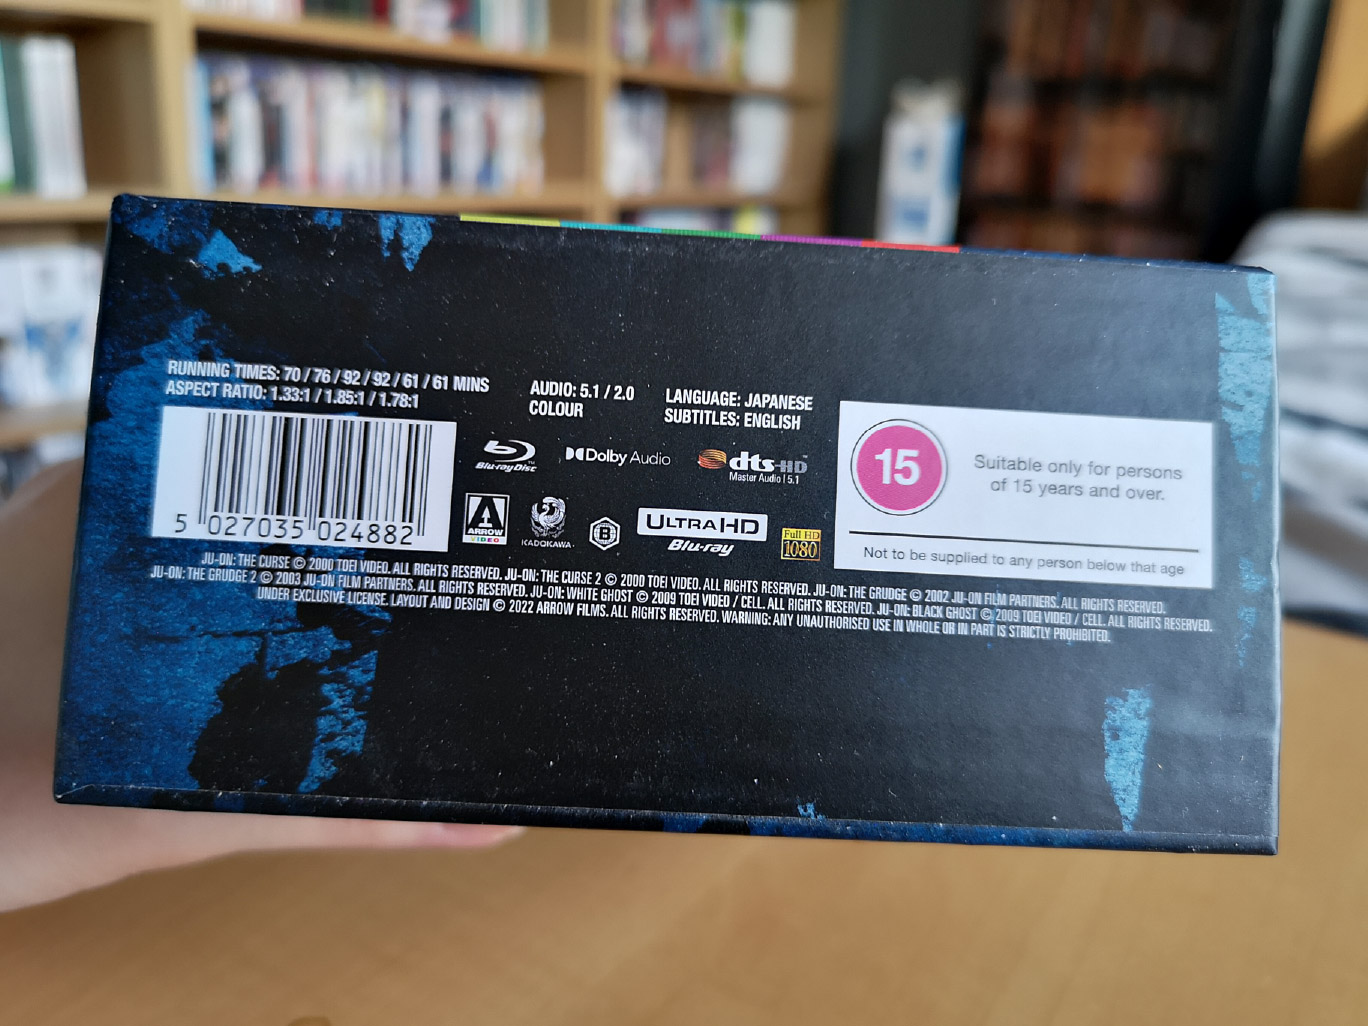 RUNNING TIMES: 70 / 76 / 92 / 92 / 61 / 61 MINS
ASPECT RATIO: 1.33:1 / 1.85:1 / 1.78:1
AUDIO: 5.1 / 2.0
COLOUR
LANGUAGE: JAPANESE
SUBTITLES: ENGLISH
5 027035 024882
Blu-ray Disc
TM
Dolby Audio
dts-HD
Master Audio | 5.1
ARROW
VIDEO
KADOKAWA
B
ULTRA HD
Blu-ray
Full HD
1080
15
Suitable only for persons
of 15 years and over.
Not to be supplied to any person below that age
JU-ON: THE CURSE © 2000 TOEI VIDEO. ALL RIGHTS RESERVED. JU-ON: THE CURSE 2 © 2000 TOEI VIDEO. ALL RIGHTS RESERVED. JU-ON: THE GRUDGE © 2002 JU-ON FILM PARTNERS. ALL RIGHTS RESERVED.
JU-ON: THE GRUDGE 2 © 2003 JU-ON FILM PARTNERS. ALL RIGHTS RESERVED. JU-ON: WHITE GHOST © 2009 TOEI VIDEO / CELL. ALL RIGHTS RESERVED. JU-ON: BLACK GHOST © 2009 TOEI VIDEO / CELL. ALL RIGHTS RESERVED.
UNDER EXCLUSIVE LICENSE. LAYOUT AND DESIGN © 2022 ARROW FILMS. ALL RIGHTS RESERVED. WARNING: ANY UNAUTHORISED USE IN WHOLE OR IN PART IS STRICTLY PROHIBITED.